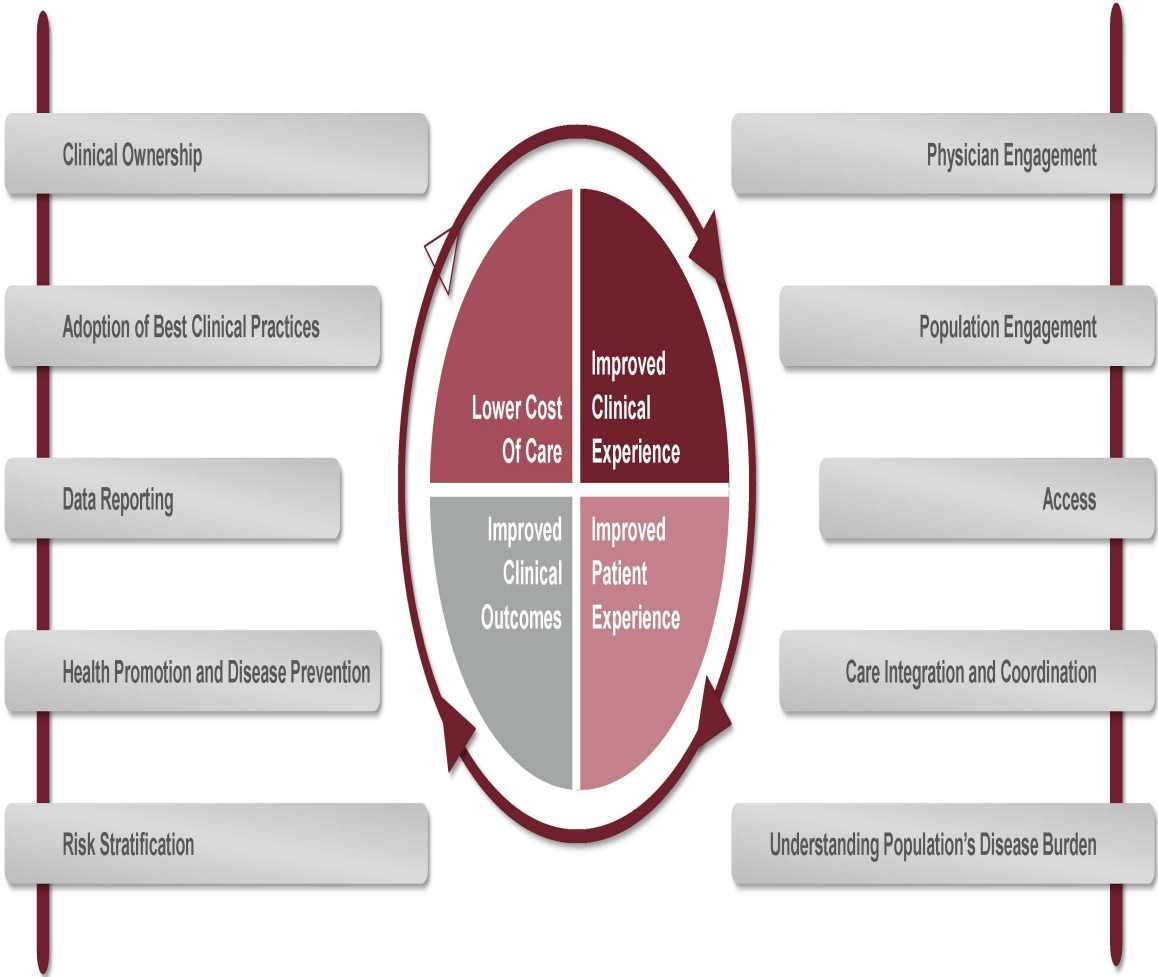 Clinical Ownership
Adoption of Best Clinical Practices
Data Reporting
Health Promotion and Disease Prevention
Risk Stratification
Lower Cost
Of Care
Improved
Clinical
Experience
Improved
Clinical
Outcomes
Improved
Patient
Experience
Physician Engagement
Population Engagement
Access
Care Integration and Coordination
Understanding Population’s Disease Burden